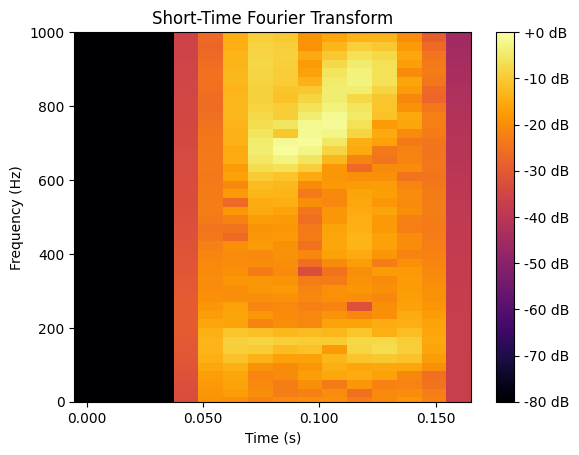 Short-Time Fourier Transform
1000
800
600
400
200
0
Frequency (Hz)
0.000
0.050
0.100
0.150
Time (s)
+0 dB
-10 dB
-20 dB
-30 dB
-40 dB
-50 dB
-60 dB
-70 dB
-80 dB